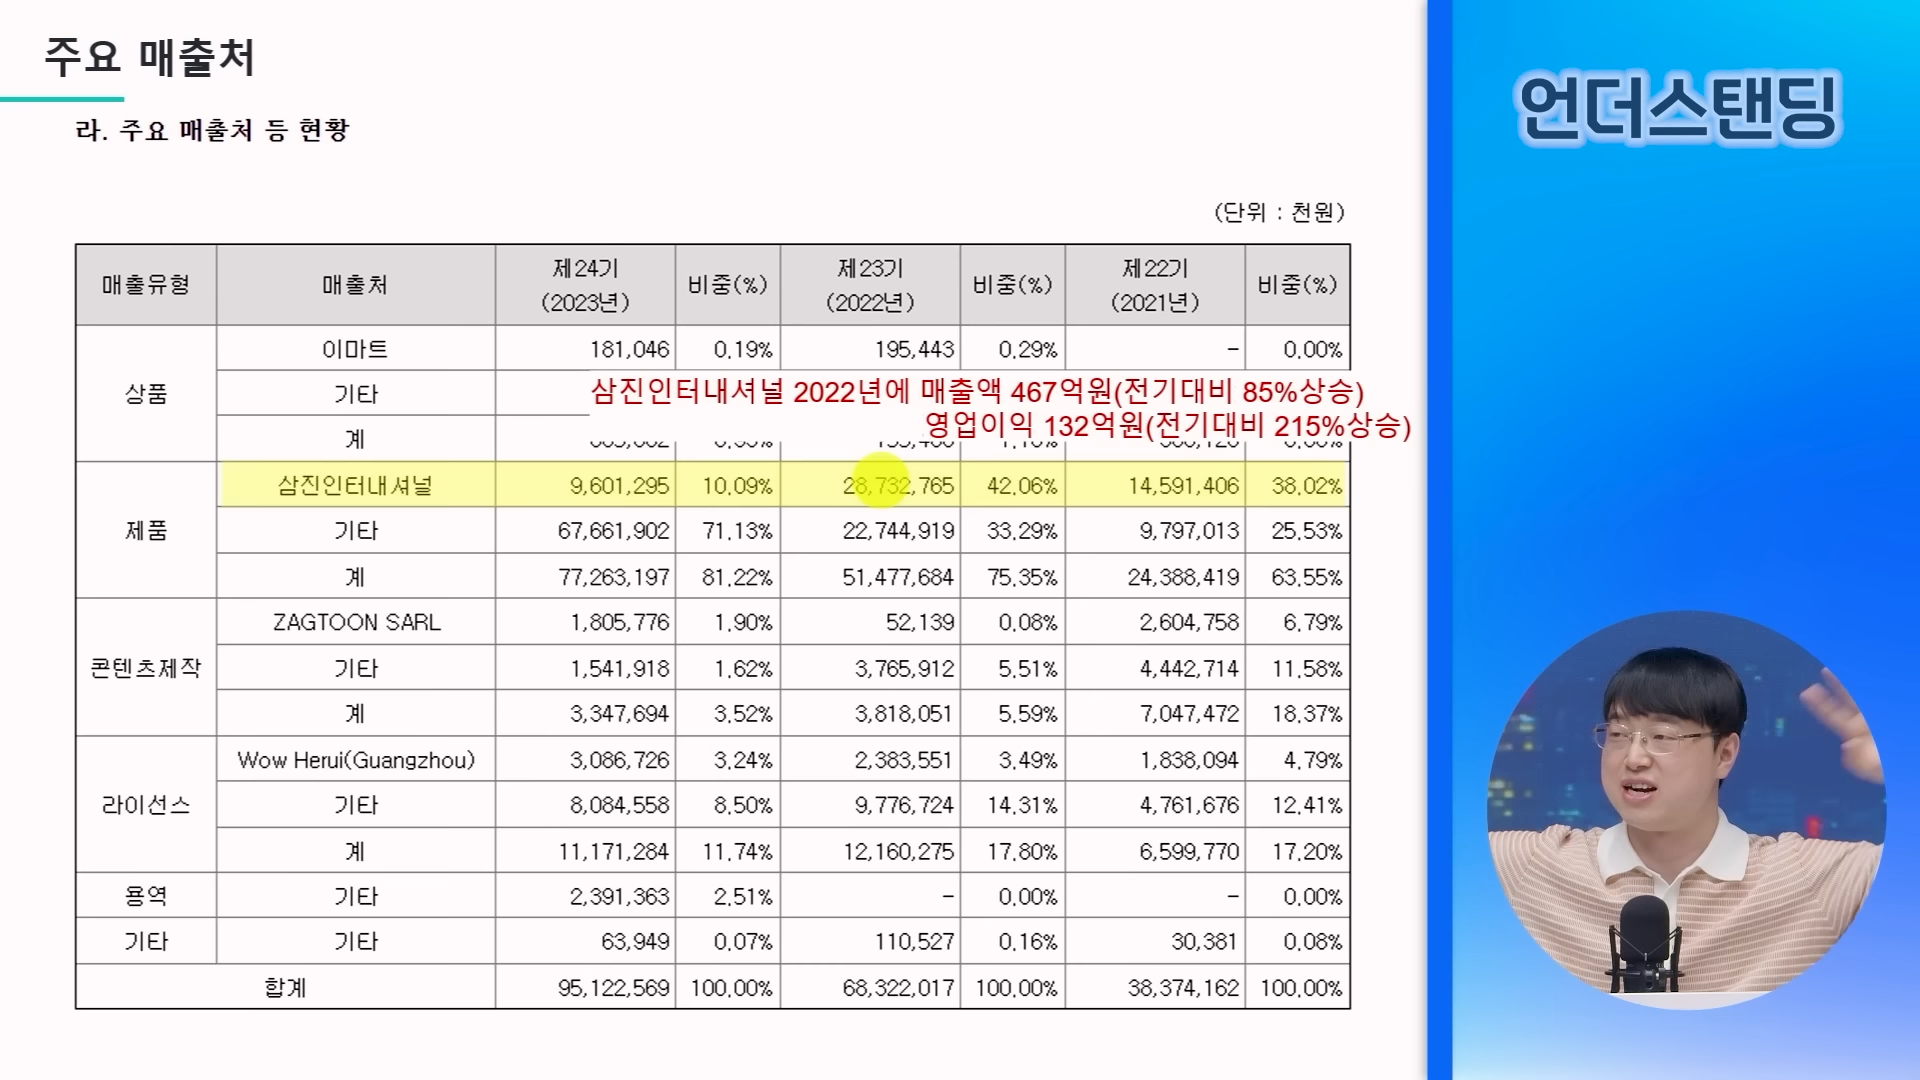 주요 매출처
언더스탠딩
라. 주요 매출처 등 현황
(단위 : 천원)
매출유형 매출처 제24기 (2023년) 비중(%) 제23기 (2022년) 비중(%) 제22기 (2021년) 비중(%)
상품 이마트 181,046 0.19% 195,443 0.29% - 0.00%
기타
삼진인터내셔널 2022년에 매출액 467억원(전기대비 85%상승)
영업이익 132억원(전기대비 215%상승)
계
제품 삼진인터내셔널 9,601,295 10.09% 28,732,765 42.06% 14,591,406 38.02%
기타 67,661,902 71.13% 22,744,919 33.29% 9,797,013 25.53%
계 77,263,197 81.22% 51,477,684 75.35% 24,388,419 63.55%
콘텐츠제작 ZAGTOON SARL 1,805,776 1.90% 52,139 0.08% 2,604,758 6.79%
기타 1,541,918 1.62% 3,765,912 5.51% 4,442,714 11.58%
계 3,347,694 3.52% 3,818,051 5.59% 7,047,472 18.37%
라이선스 Wow Herui(Guangzhou) 3,086,726 3.24% 2,383,551 3.49% 1,838,094 4.79%
기타 8,084,558 8.50% 9,776,724 14.31% 4,761,676 12.41%
계 11,171,284 11.74% 12,160,275 17.80% 6,599,770 17.20%
용역 기타 2,391,363 2.51% - 0.00% - 0.00%
기타 기타 63,949 0.07% 110,527 0.16% 30,381 0.08%
합계 95,122,569 100.00% 68,322,017 100.00% 38,374,162 100.00%